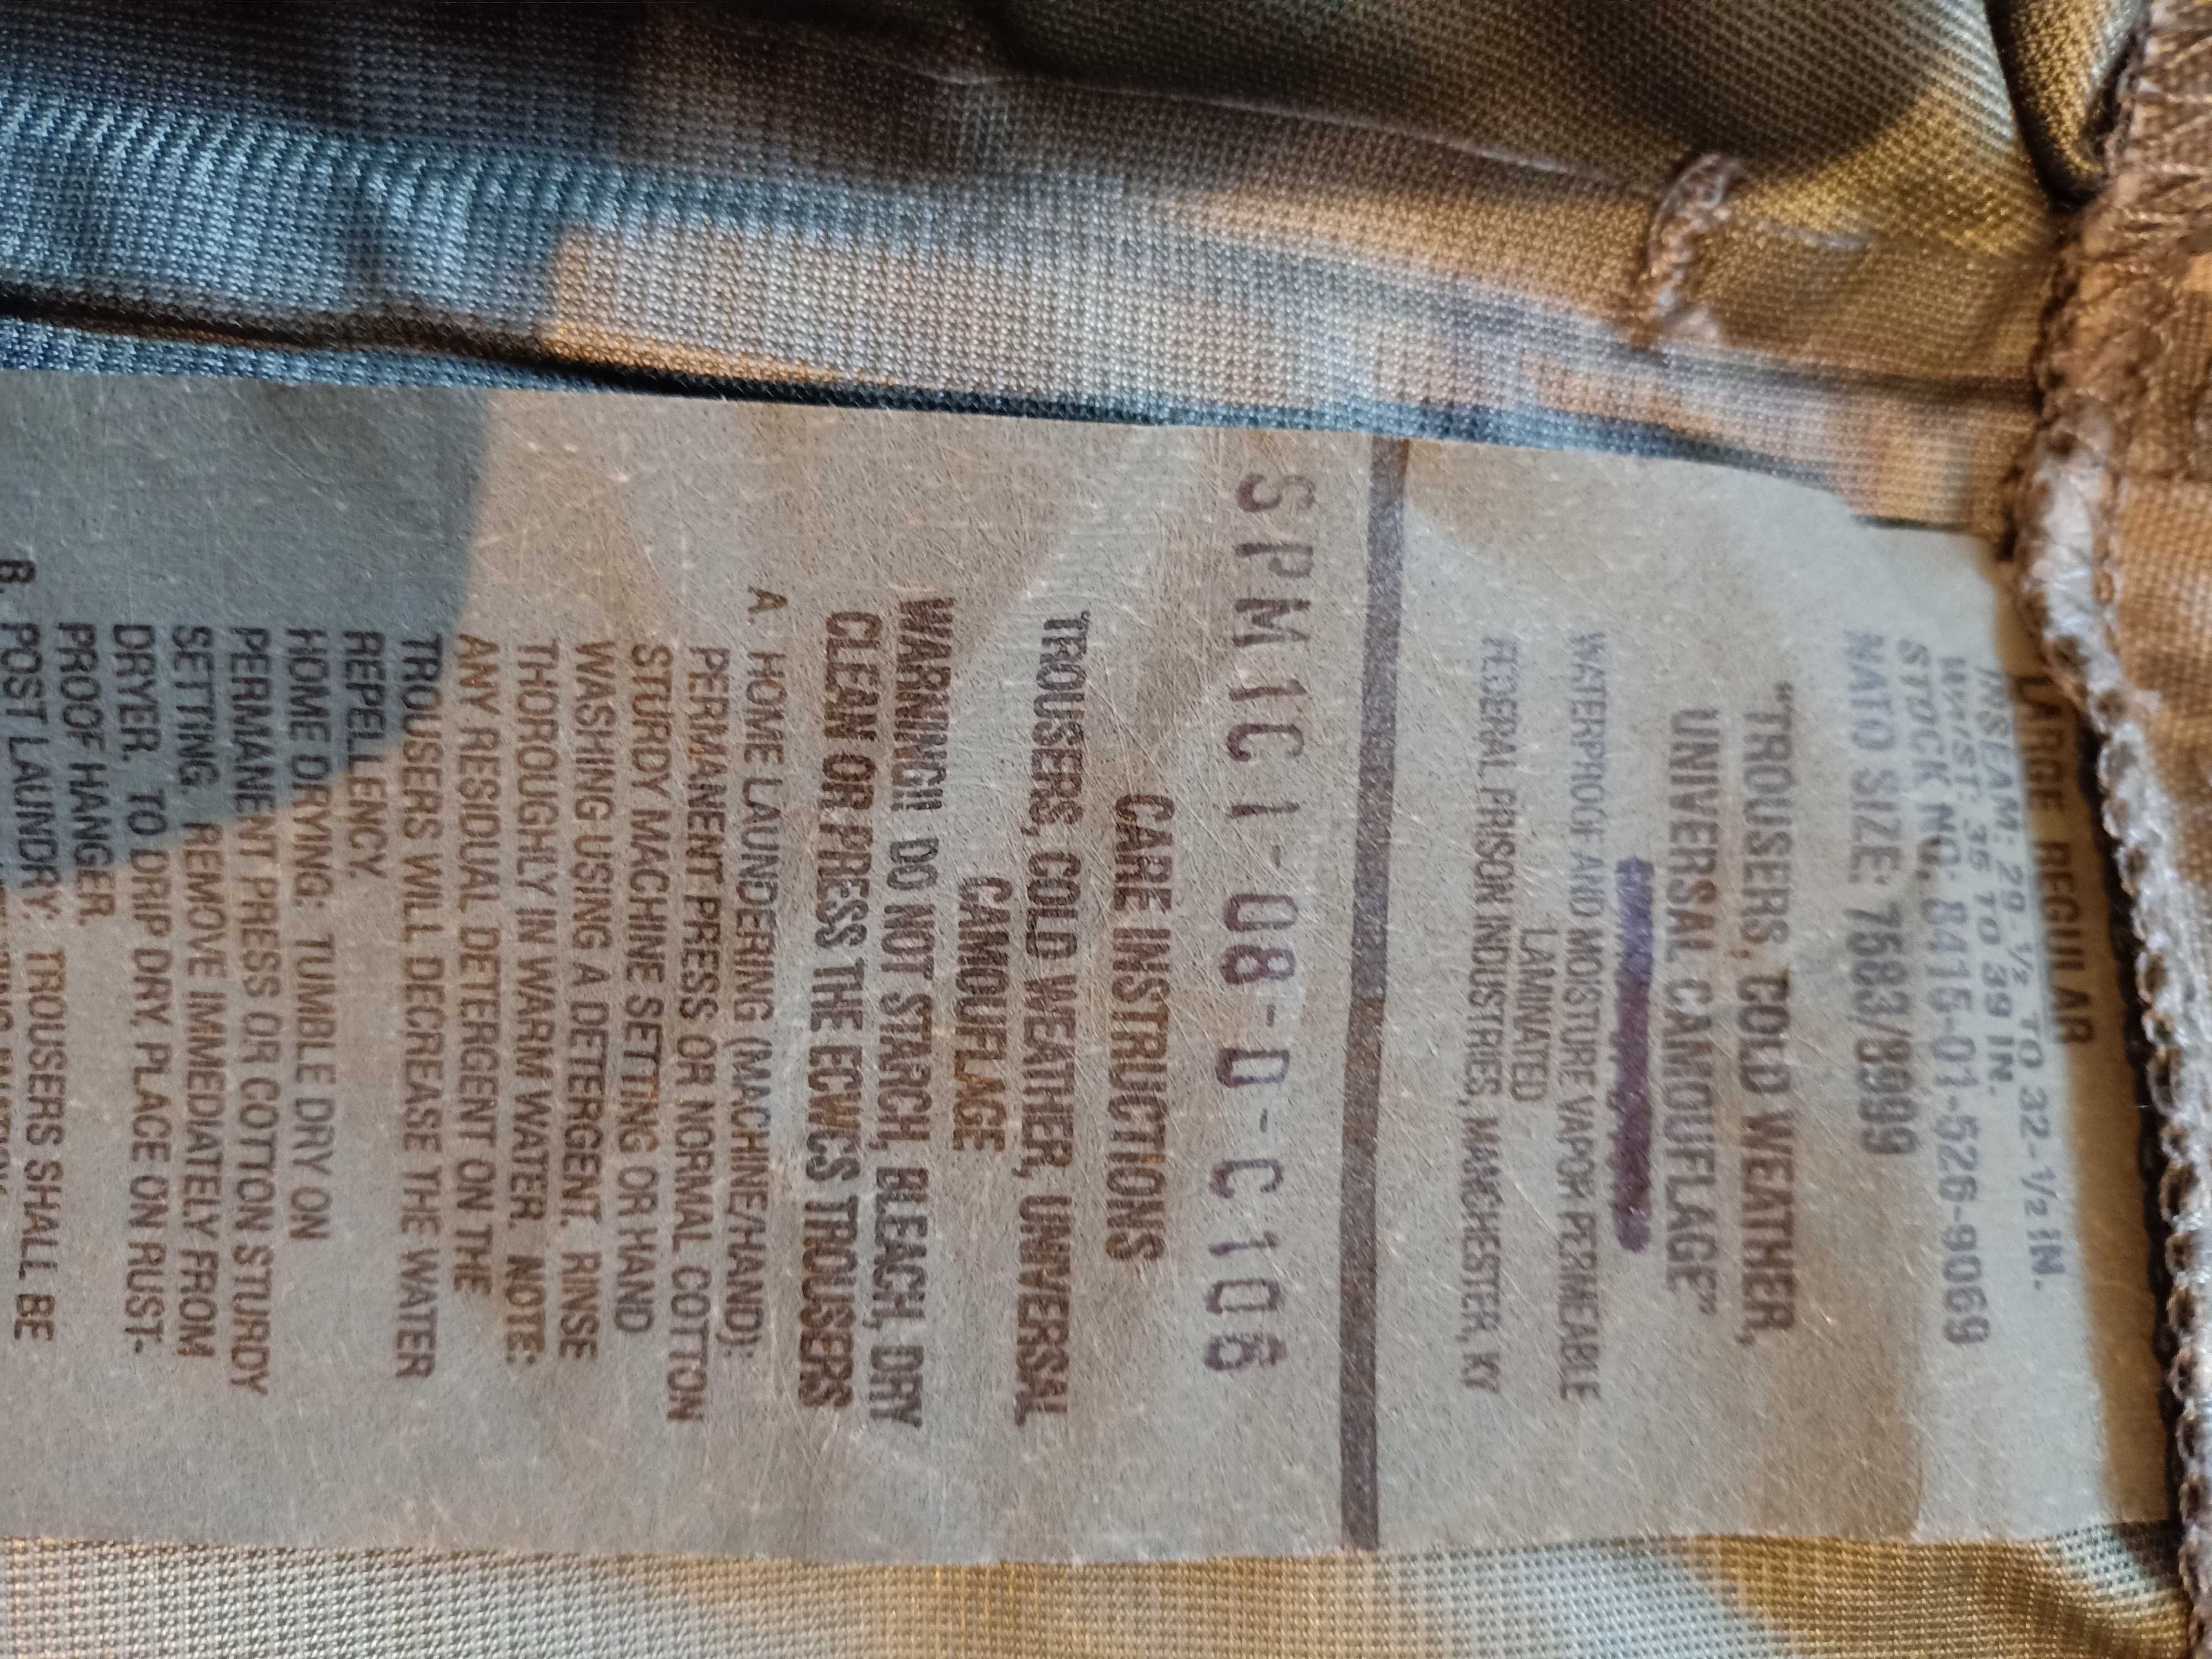 LARGE REGULAR
INSEAM: 29-½ TO 32-½ IN.
WAIST: 35 TO 39 IN.
STOCK NO. 8415-01-526-9069
NATO SIZE: 7583/8999
"TROUSERS, COLD WEATHER,
UNIVERSAL CAMOUFLAGE"
WATERPROOF AND MOISTURE VAPOR PERMEABLE
LAMINATED
FEDERAL PRISON INDUSTRIES, MANCHESTER, KY
SPM1C1-08-D-C106
CARE INSTRUCTIONS
TROUSERS, COLD WEATHER, UNIVERSAL
CAMOUFLAGE
WARNING!! DO NOT STARCH, BLEACH, DRY
CLEAN OR PRESS THE ECWCS TROUSERS
A. HOME LAUNDERING (MACHINE/HAND):
PERMANENT PRESS OR NORMAL COTTON
STURDY MACHINE SETTING OR HAND
WASHING USING A DETERGENT. RINSE
THOROUGHLY IN WARM WATER. NOTE:
ANY RESIDUAL DETERGENT ON THE
TROUSERS WILL DECREASE THE WATER
REPELLENCY.
HOME DRYING: TUMBLE DRY ON
PERMANENT PRESS OR COTTON STURDY
SETTING. REMOVE IMMEDIATELY FROM
DRYER. TO DRIP DRY, PLACE ON RUST-
PROOF HANGER.
B. POST LAUNDRY: TROUSERS SHALL BE